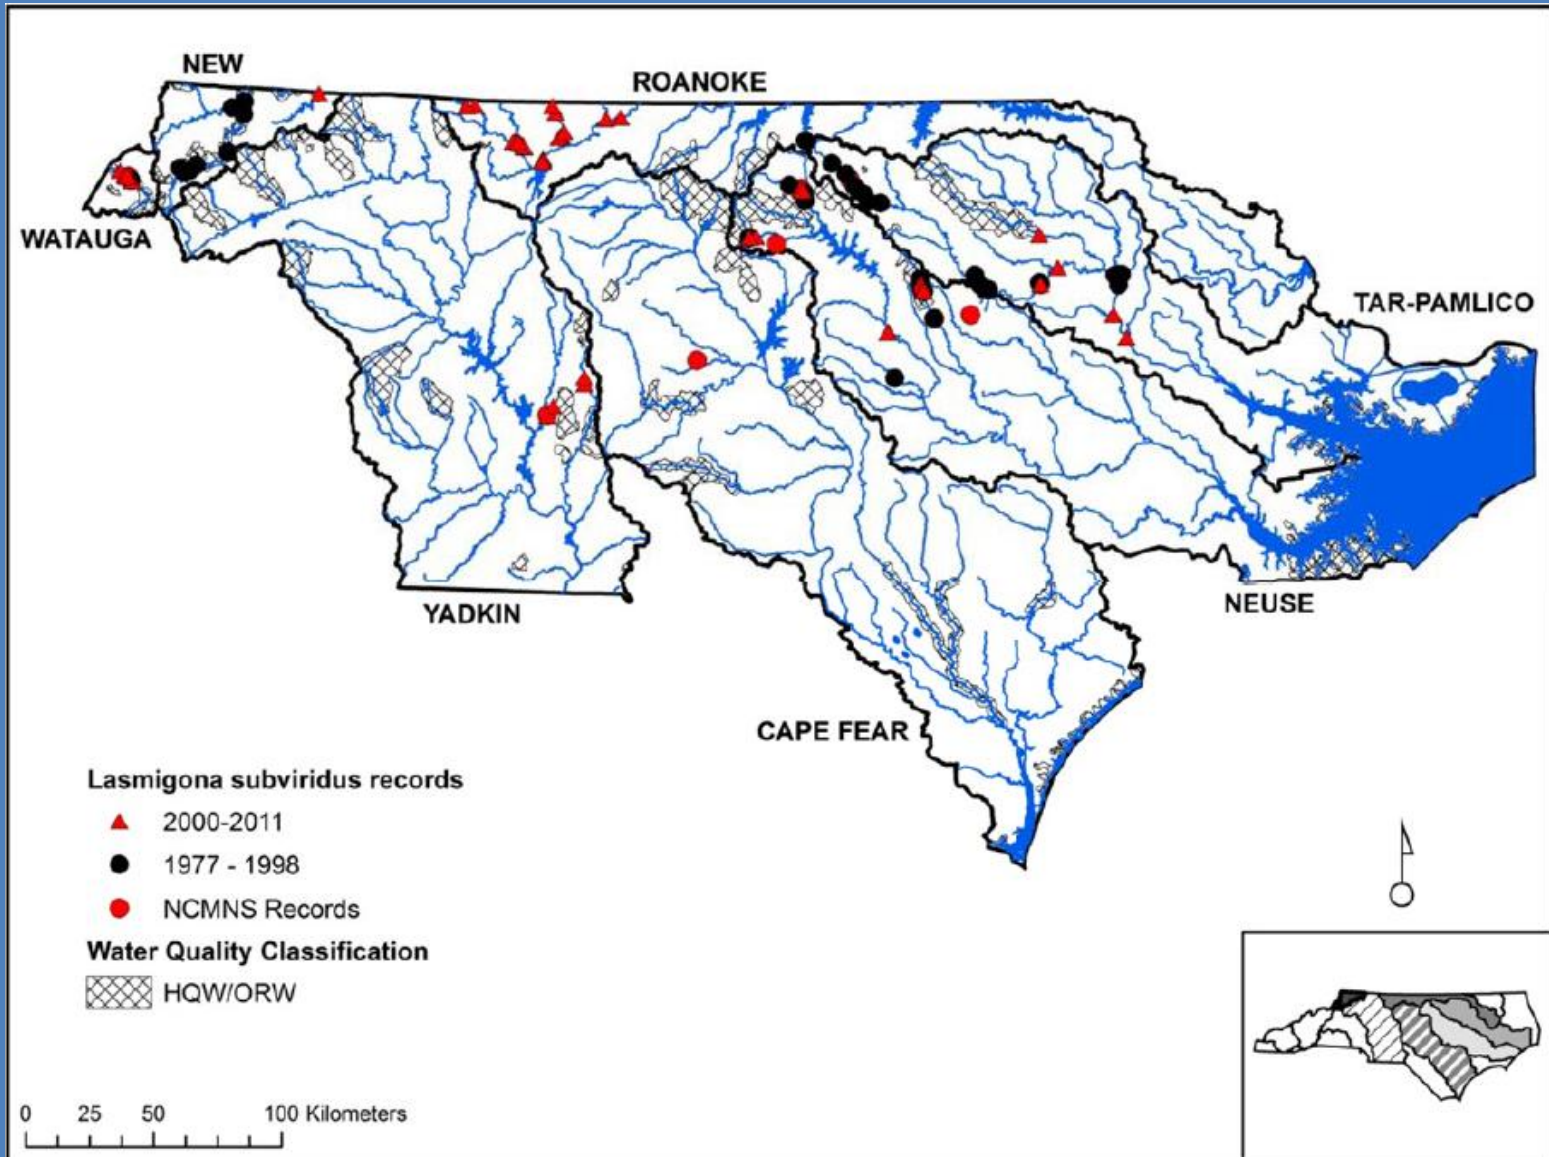 NEW
ROANOKE
WATAUGA
TAR-PAMLICO
YADKIN
NEUSE
CAPE FEAR
Lasmigona subviridus records
2000-2011
1977 - 1998
NCMNS Records
Water Quality Classification
HQW/ORW
0 25 50 100 Kilometers